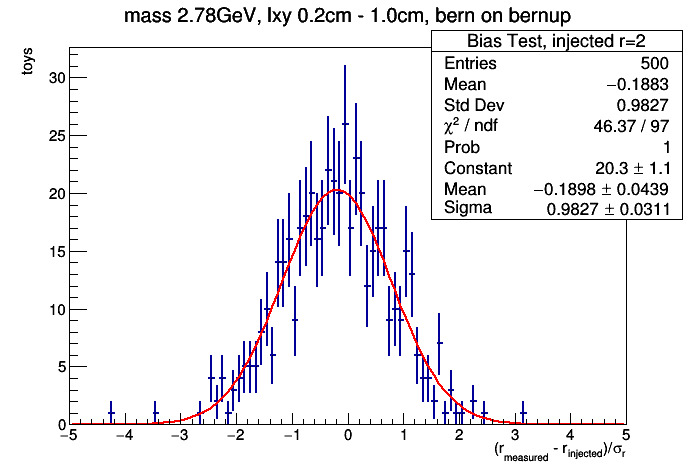 mass 2.78GeV, lxy 0.2cm - 1.0cm, bern on bernup
toys
Bias Test, injected r=2
Entries 500
Mean −0.1883
Std Dev 0.9827
χ² / ndf 46.37 / 97
Prob 1
Constant 20.3 ± 1.1
Mean −0.1898 ± 0.0439
Sigma 0.9827 ± 0.0311
30
25
20
15
10
5
0
−5 −4 −3 −2 −1 0 1 2 3 4 5
(r_measured - r_injected)/σ_r